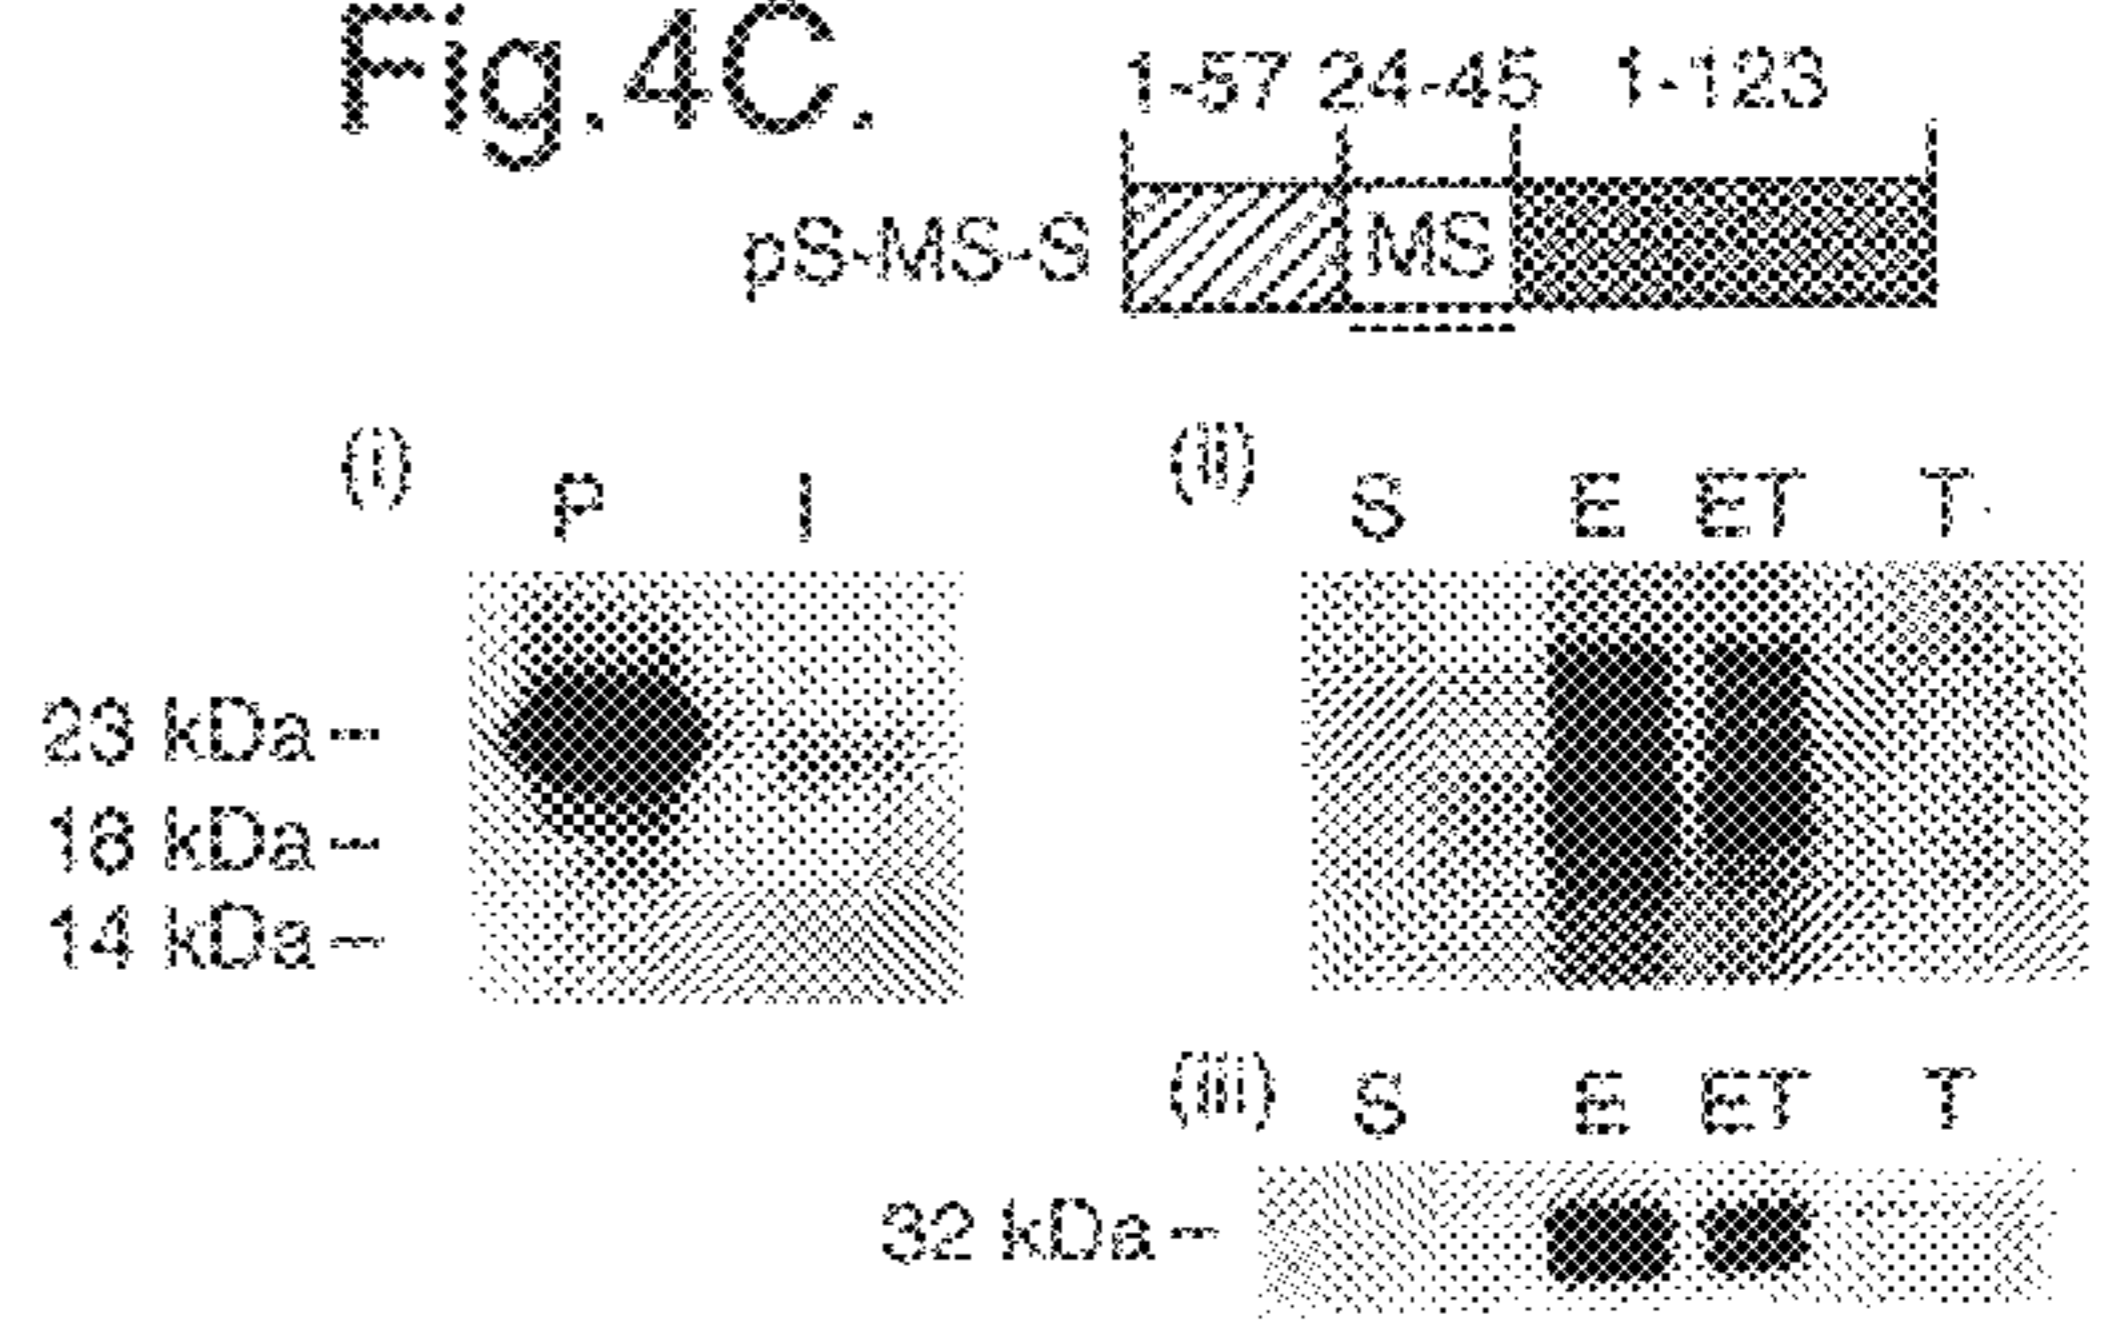 Fig.4C.
1-57 24-45 1-123
pS-MS-S MS
(i) P I
(ii) S E ET T
23 kDa
18 kDa
14 kDa
(iii) S E ET T
32 kDa